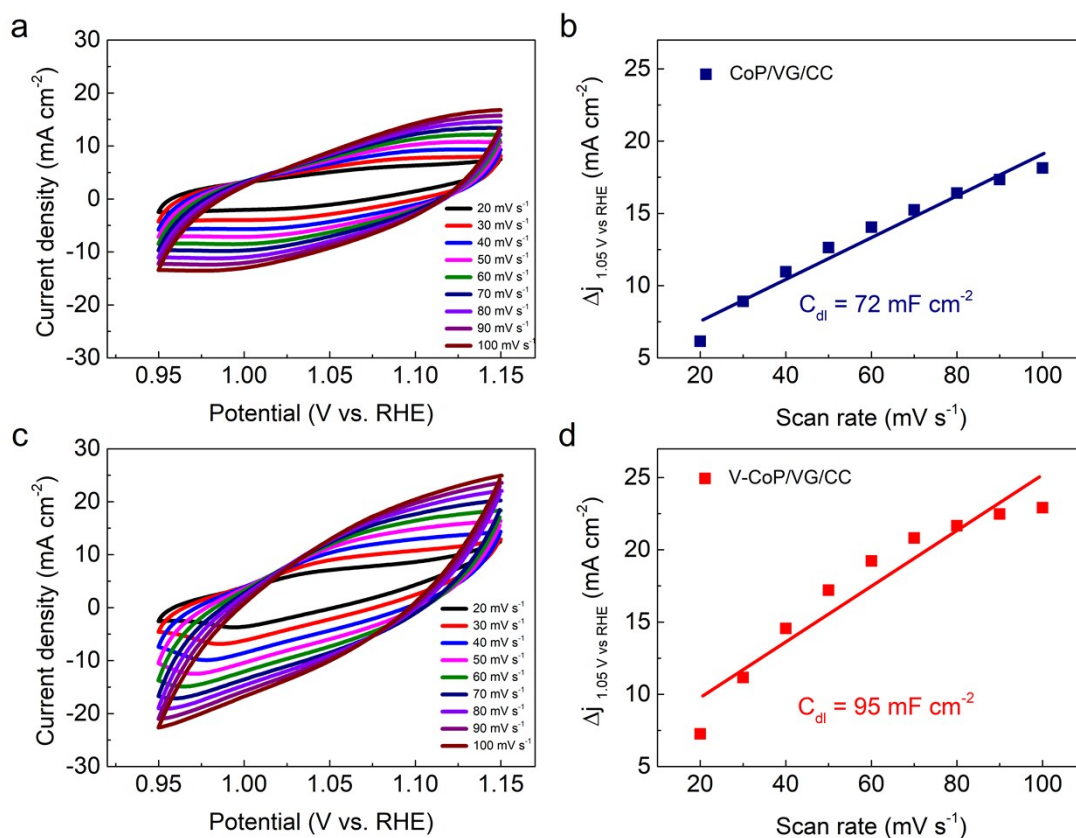 a
30
20
10
0
-10
-20
-30
0.95
1.00
1.05
1.10
1.15
Current density (mA cm⁻²)
Potential (V vs. RHE)
20 mV s⁻¹
30 mV s⁻¹
40 mV s⁻¹
50 mV s⁻¹
60 mV s⁻¹
70 mV s⁻¹
80 mV s⁻¹
90 mV s⁻¹
100 mV s⁻¹
b
25
20
15
10
5
20
40
60
80
100
Δj 1.05 V vs RHE (mA cm⁻²)
Scan rate (mV s⁻¹)
CoP/VG/CC
Cdl = 72 mF cm⁻²
c
30
20
10
0
-10
-20
-30
0.95
1.00
1.05
1.10
1.15
Current density (mA cm⁻²)
Potential (V vs. RHE)
20 mV s⁻¹
30 mV s⁻¹
40 mV s⁻¹
50 mV s⁻¹
60 mV s⁻¹
70 mV s⁻¹
80 mV s⁻¹
90 mV s⁻¹
100 mV s⁻¹
d
25
20
15
10
5
20
40
60
80
100
Δj 1.05 V vs RHE (mA cm⁻²)
Scan rate (mV s⁻¹)
V-CoP/VG/CC
Cdl = 95 mF cm⁻²